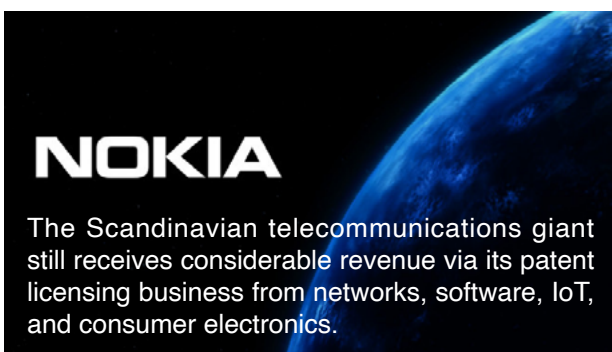 NOKIA
The Scandinavian telecommunications giant
still receives considerable revenue via its patent
licensing business from networks, software, IoT,
and consumer electronics.